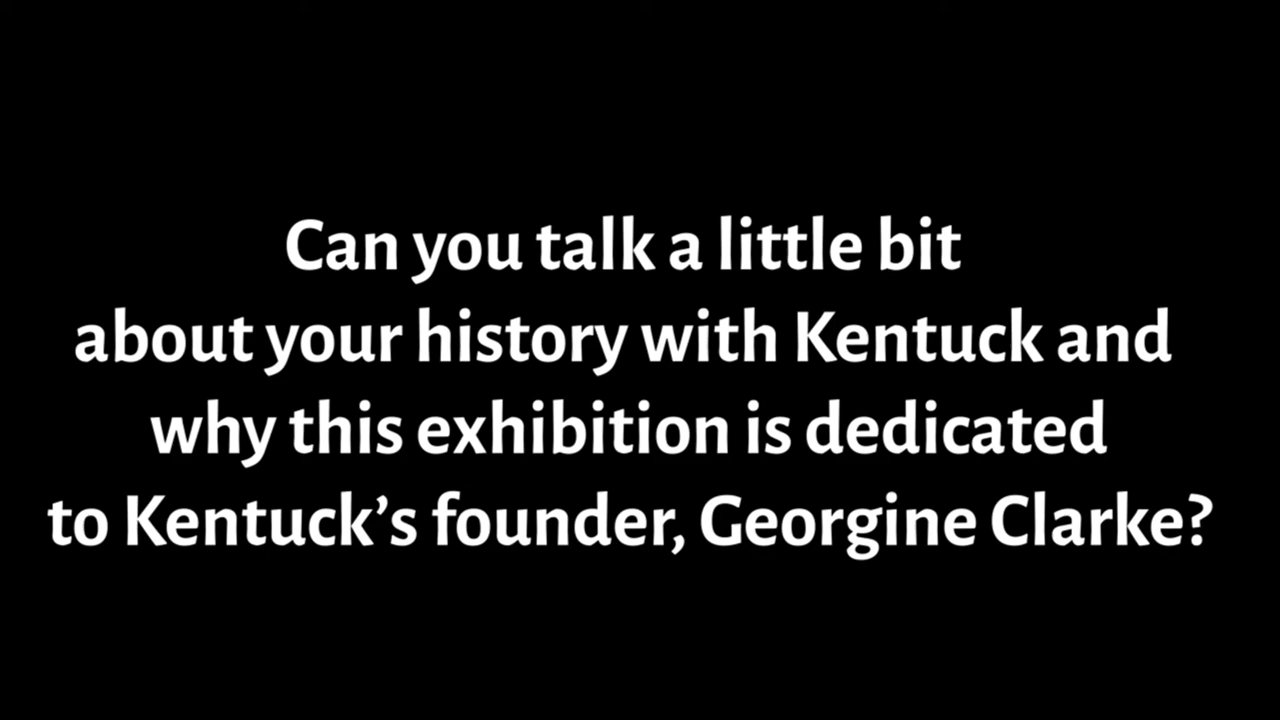 Can you talk a little bit
about your history with Kentuck and
why this exhibition is dedicated
to Kentuck’s founder, Georgine Clarke?